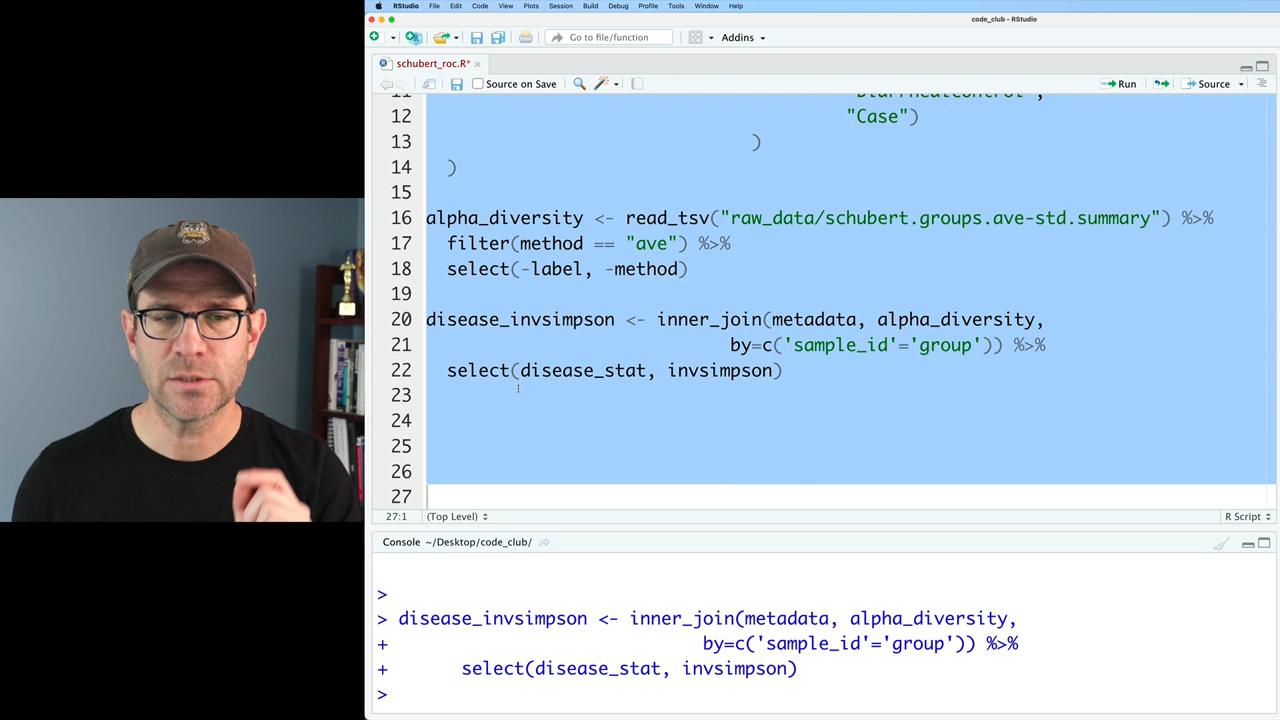 RStudio File Edit Code View Plots Session Build Debug Profile Tools Window Help
code_club - RStudio
Go to file/function Addins
schubert_roc.R*
Source on Save Run Source
12 "Case")
13 )
14 )
15
16 alpha_diversity <- read_tsv("raw_data/schubert.groups.ave-std.summary") %>%
17 filter(method == "ave") %>%
18 select(-label, -method)
19
20 disease_invsimpson <- inner_join(metadata, alpha_diversity,
21 by=c('sample_id'='group')) %>%
22 select(disease_stat, invsimpson)
23
24
25
26
27
27:1 (Top Level) R Script
Console ~/Desktop/code_club/
>
> disease_invsimpson <- inner_join(metadata, alpha_diversity,
+ by=c('sample_id'='group')) %>%
+ select(disease_stat, invsimpson)
>